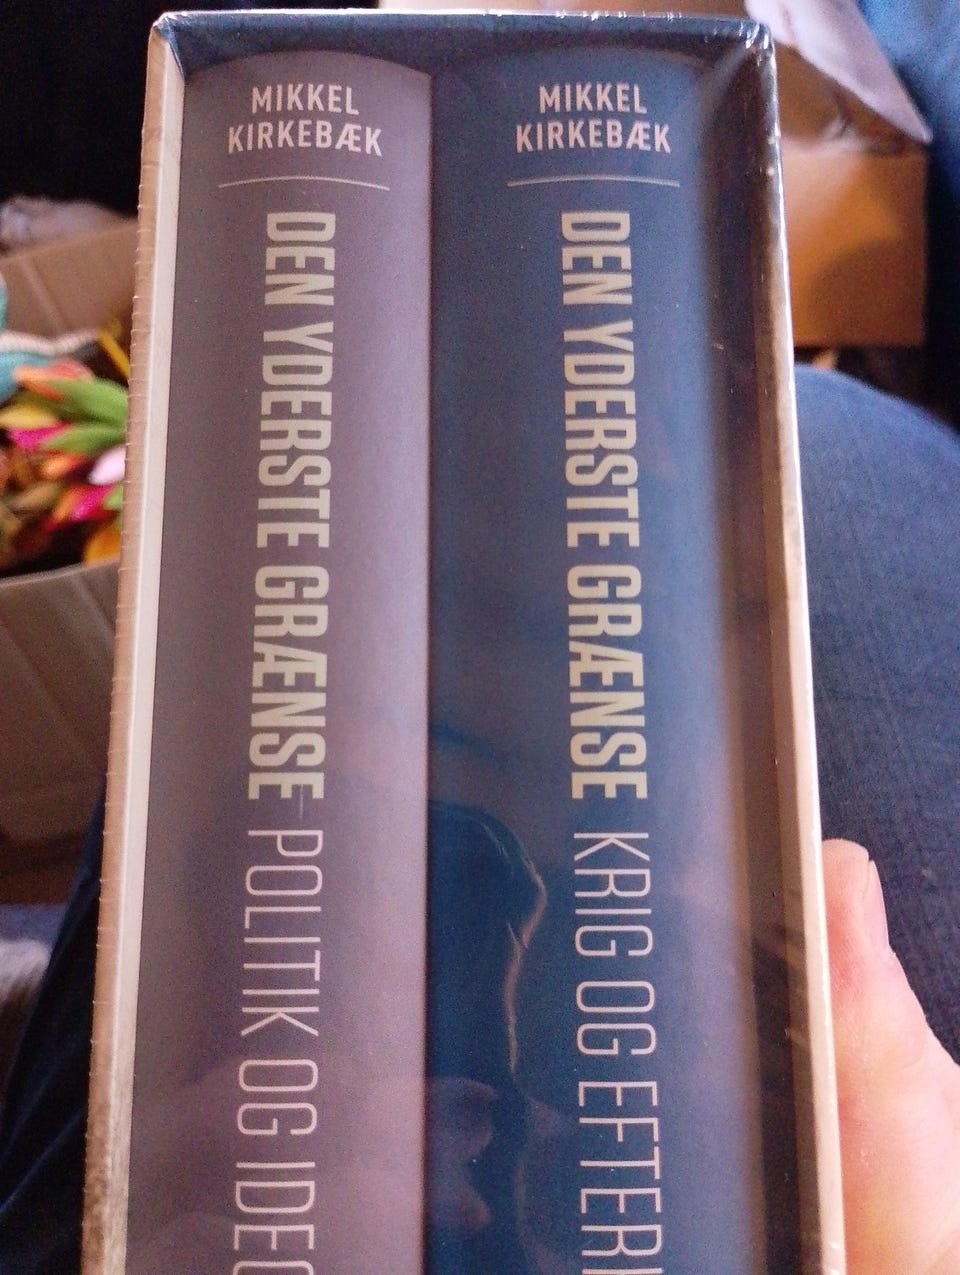 MIKKEL
KIRKEBÆK
DEN YDERSTE GRÆNSE POLITIK OG
MIKKEL
KIRKEBÆK
DEN YDERSTE GRÆNSE KRIG OG